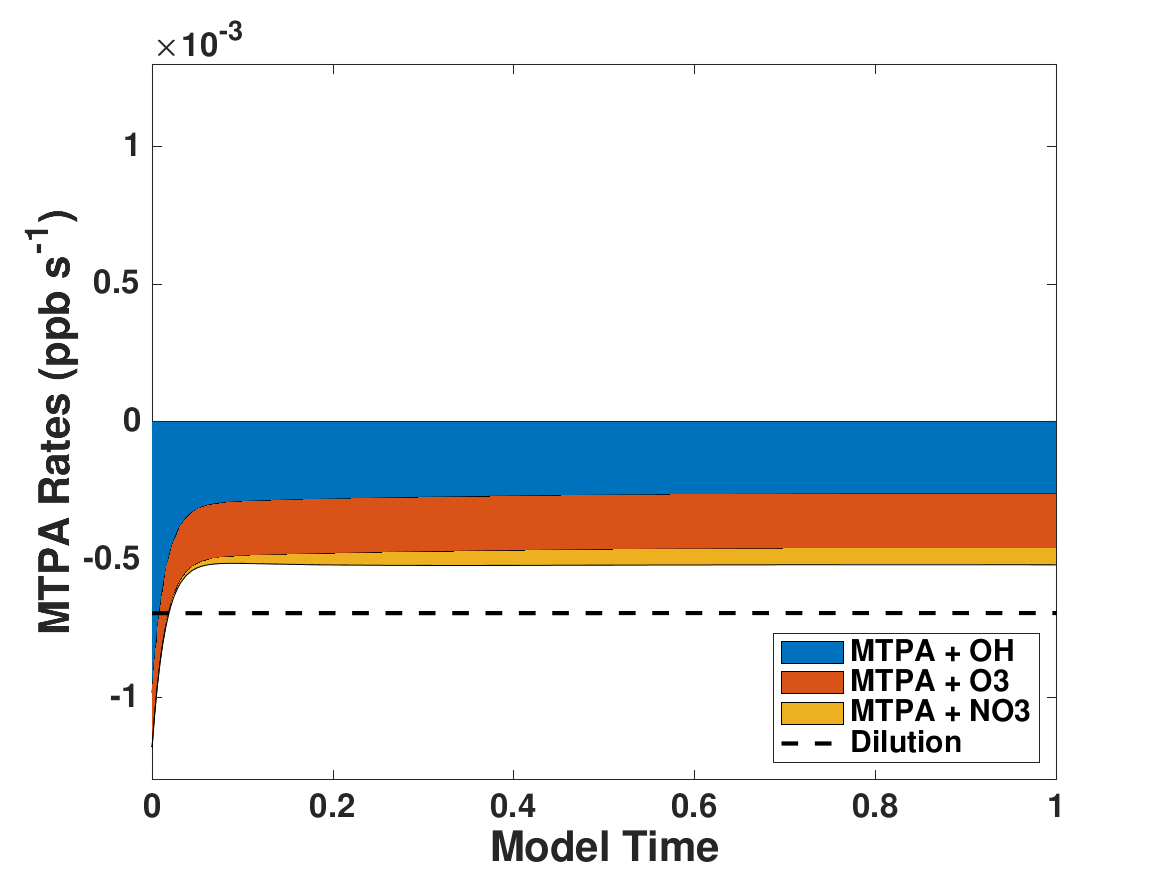 ×10-3
MTPA Rates (ppb s-1)
1
0.5
0
-0.5
-1
MTPA + OH
MTPA + O3
MTPA + NO3
Dilution
0 0.2 0.4 0.6 0.8 1
Model Time